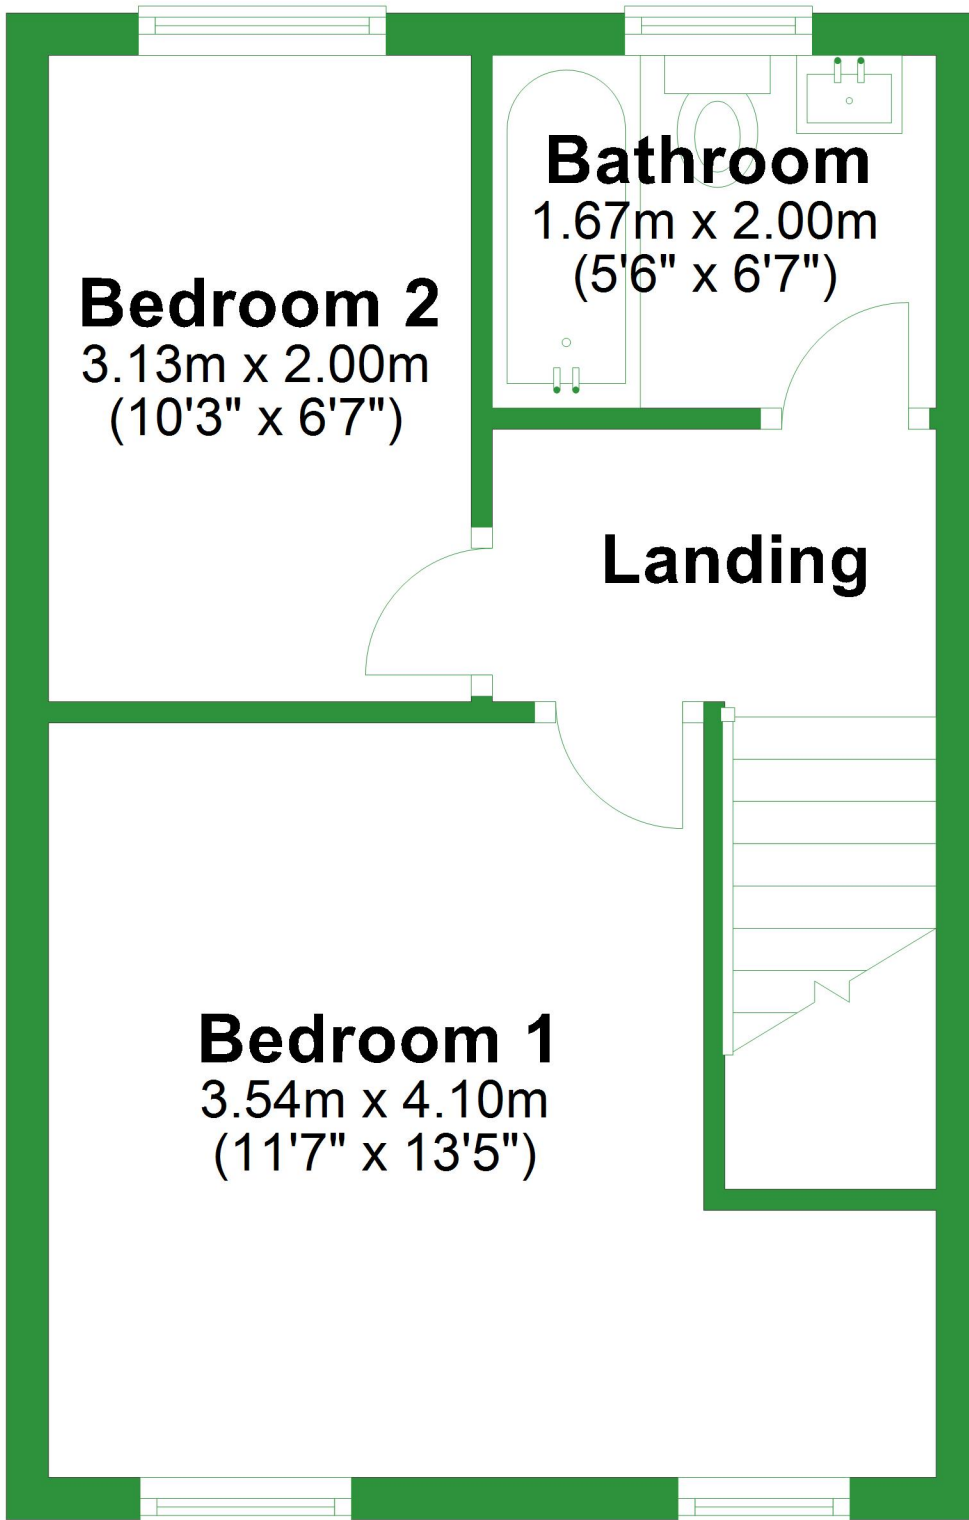 Bathroom
1.67m x 2.00m
(5'6" x 6'7")
Bedroom 2
3.13m x 2.00m
(10'3" x 6'7")
Landing
Bedroom 1
3.54m x 4.10m
(11'7" x 13'5")